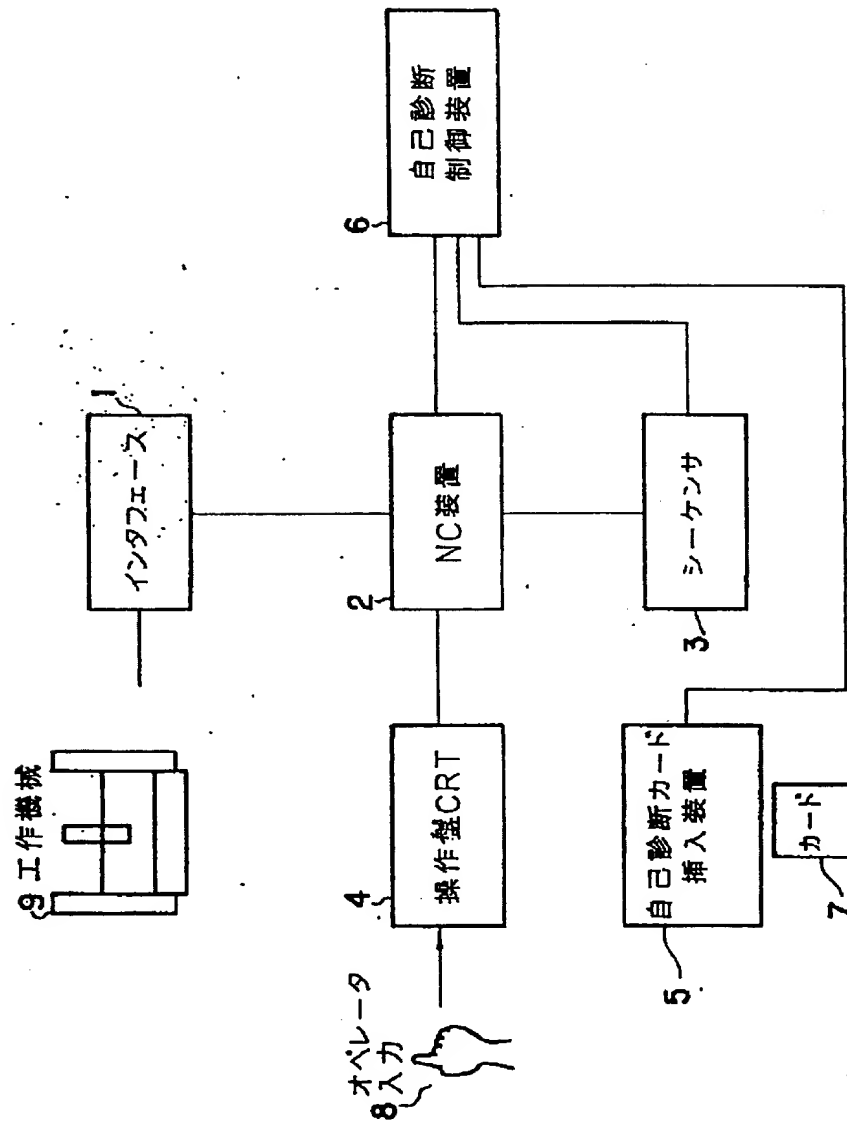 9 工作機械
1
インタフェース
オペレータ
入力
8
4
操作盤CRT
2
NC装置
6
自己診断
制御装置
5
自己診断カード
挿入装置
3
シーケンサ
7
カード